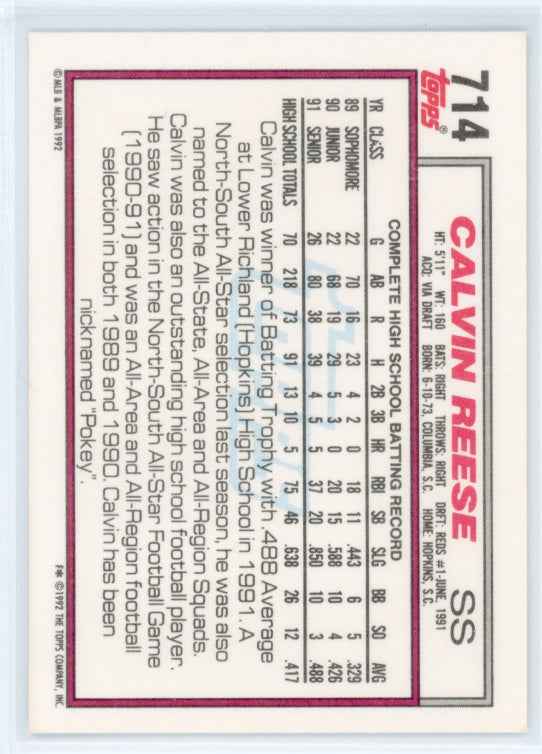 714
TOPPS®
CALVIN REESE SS
HT: 5'11" WT: 160 BATS: RIGHT THROWS: RIGHT DRFT: REDS #1-JUNE, 1991
ACQ: VIA DRAFT BORN: 6-10-73, COLUMBIA, S.C. HOME: HOPKINS, S.C.
COMPLETE HIGH SCHOOL BATTING RECORD
YR CLASS G AB R H 2B 3B HR RBI SB SLG BB SO AVG
89 SOPHOMORE 22 70 16 23 4 2 0 18 11 .443 6 5 .329
90 JUNIOR 22 68 19 29 5 3 0 20 15 .588 10 4 .426
91 SENIOR 26 80 38 39 4 5 5 37 20 .850 10 3 .488
HIGH SCHOOL TOTALS 70 218 73 91 13 10 5 75 46 .638 26 12 .417
Calvin was winner of Batting Trophy with .488 Average
at Lower Richland (Hopkins) High School in 1991. A
North-South All-Star selection last season, he was also
named to the All-State, All-Area and All-Region Squads.
Calvin was also an outstanding high school football player.
He saw action in the North-South All-Star Football Game
(1990-91) and was an All-Area and All-Region football
selection in both 1989 and 1990. Calvin has been
nicknamed "Pokey".
© MLB & MLBPA 1992
F✻ © 1992 THE TOPPS COMPANY, INC.